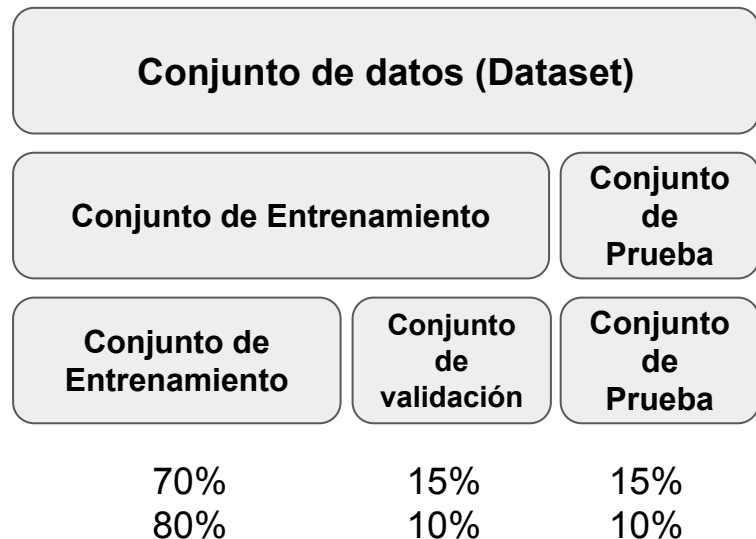 Conjunto de datos (Dataset)
Conjunto de Entrenamiento
Conjunto
de
Prueba
Conjunto de
Entrenamiento
Conjunto
de
validación
Conjunto
de
Prueba
70% 15% 15%
80% 10% 10%